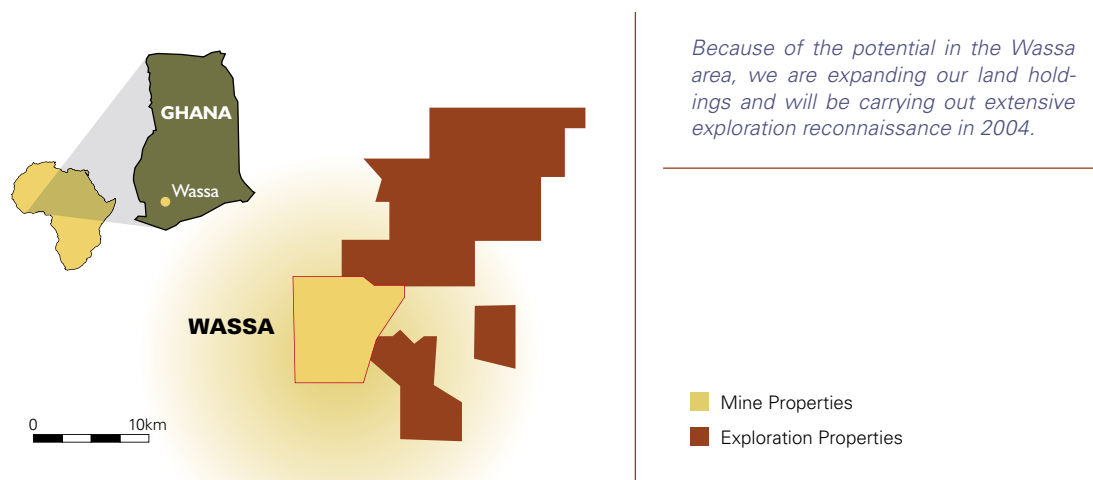 GHANA
Wassa
WASSA
0 10km
Because of the potential in the Wassa
area, we are expanding our land hold-
ings and will be carrying out extensive
exploration reconnaissance in 2004.
Mine Properties
Exploration Properties